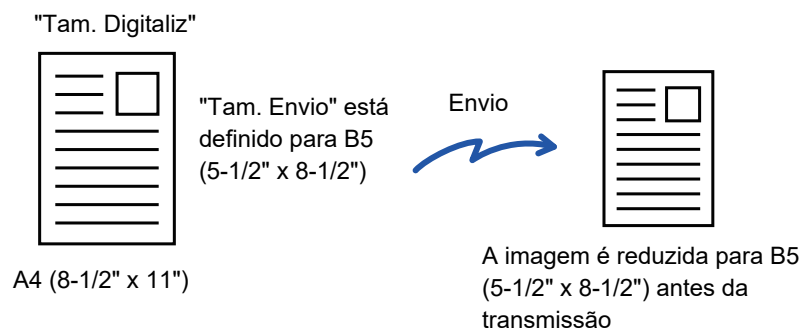 "Tam. Digitaliz"
"Tam. Envio" está
definido para B5
(5-1/2" x 8-1/2")
Envio
A4 (8-1/2" x 11")
A imagem é reduzida para B5
(5-1/2" x 8-1/2") antes da
transmissão